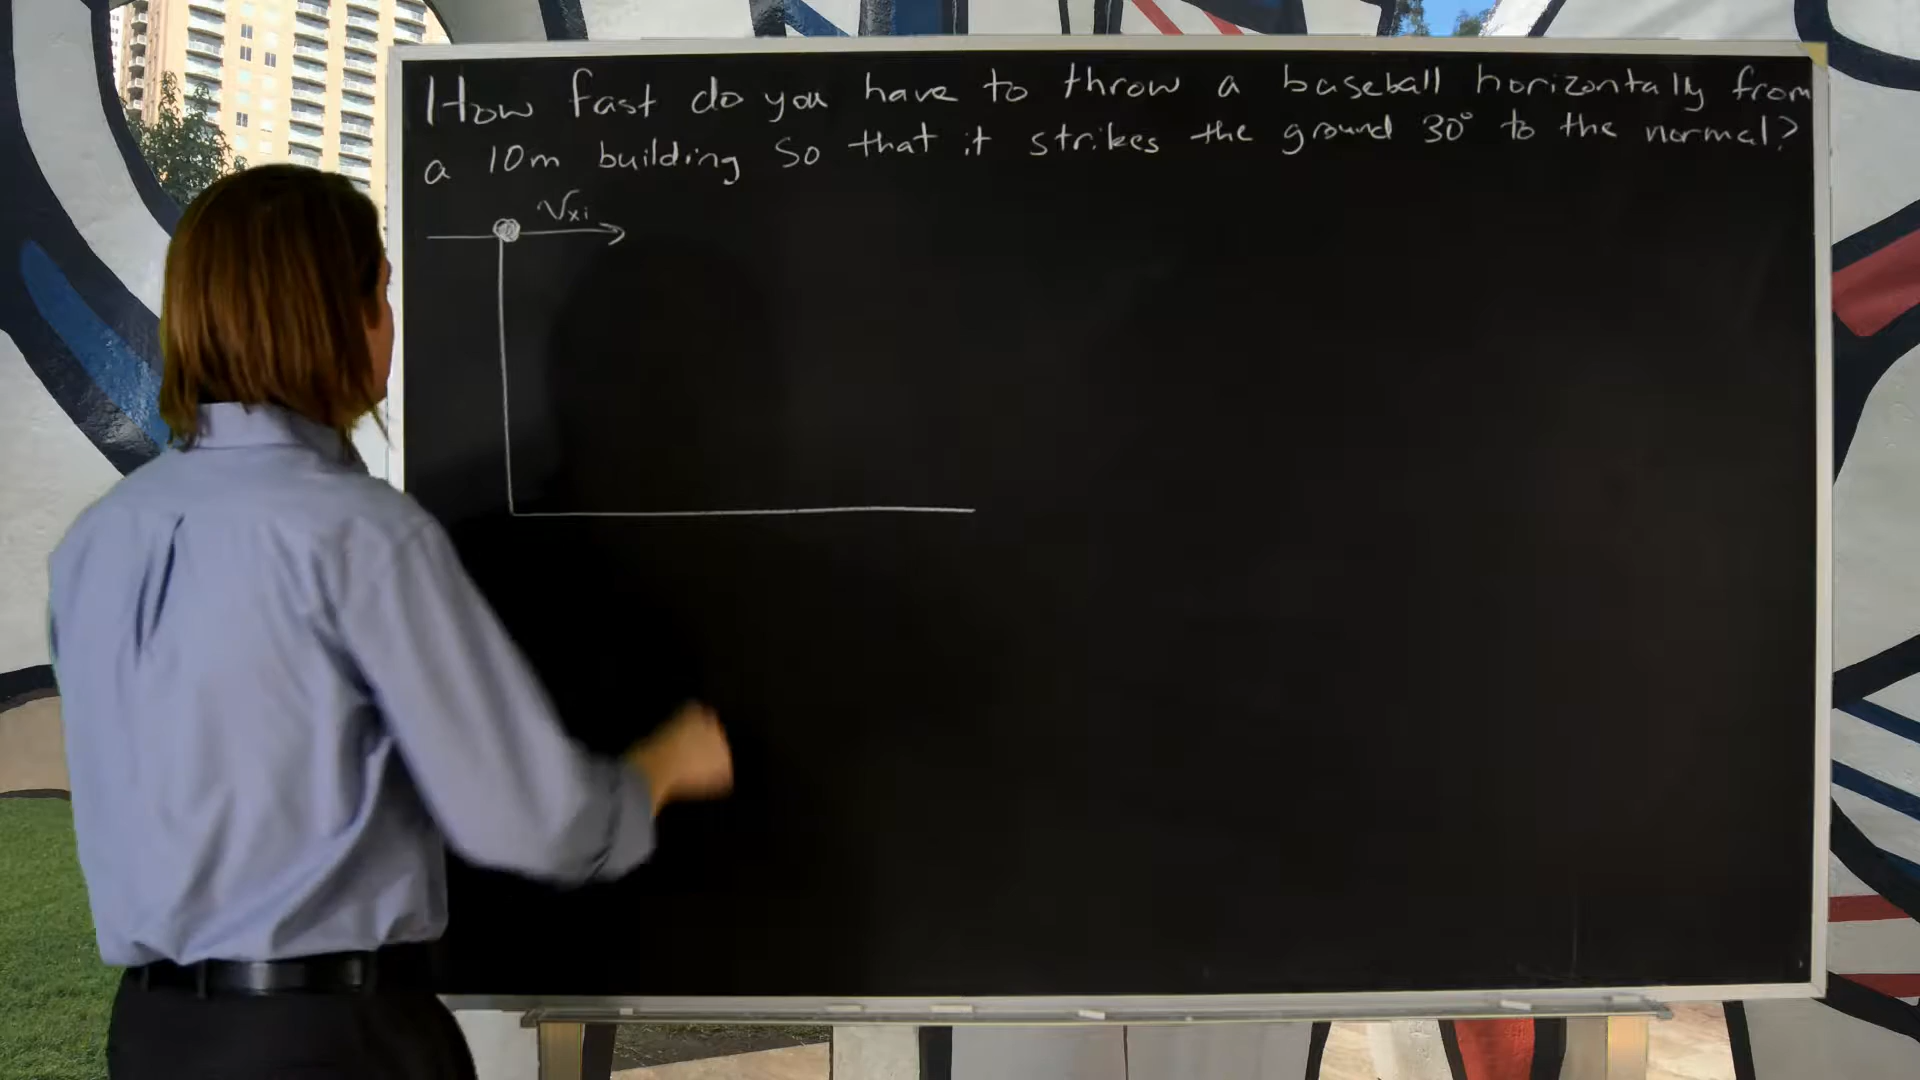 How fast do you have to throw a baseball horizontally from
a 10m building so that it strikes the ground 30° to the normal?
Vxi